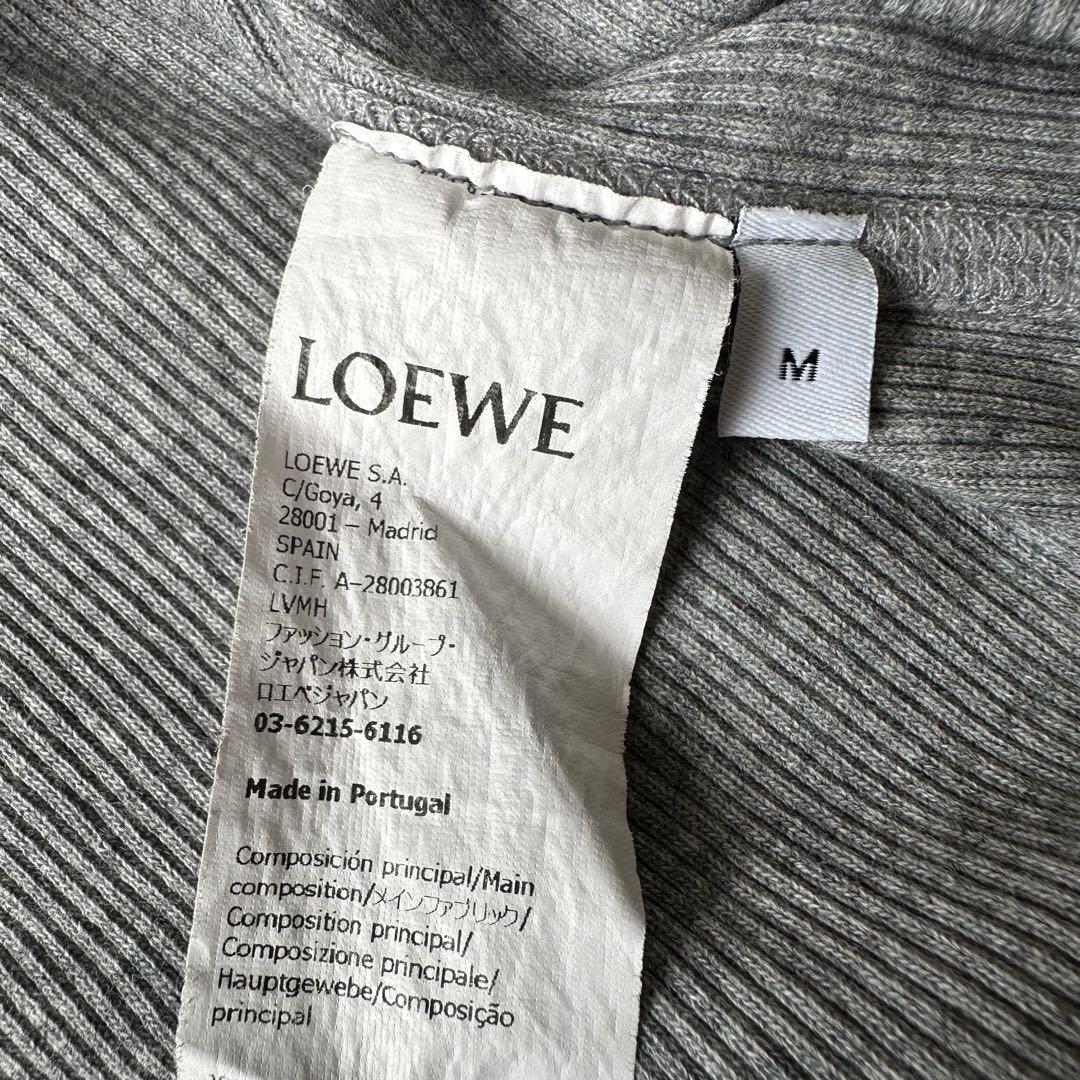 LOEWE
M
LOEWE S.A.
C/Goya, 4
28001 – Madrid
SPAIN
C.I.F. A–28003861
LVMH
ファッション・グループ・
ジャパン株式会社
ロエベジャパン
03-6215-6116
Made in Portugal
Composición principal/Main
composition/メインファブリック/
Composition principal/
Composizione principale/
Hauptgewebe/Composição
principal